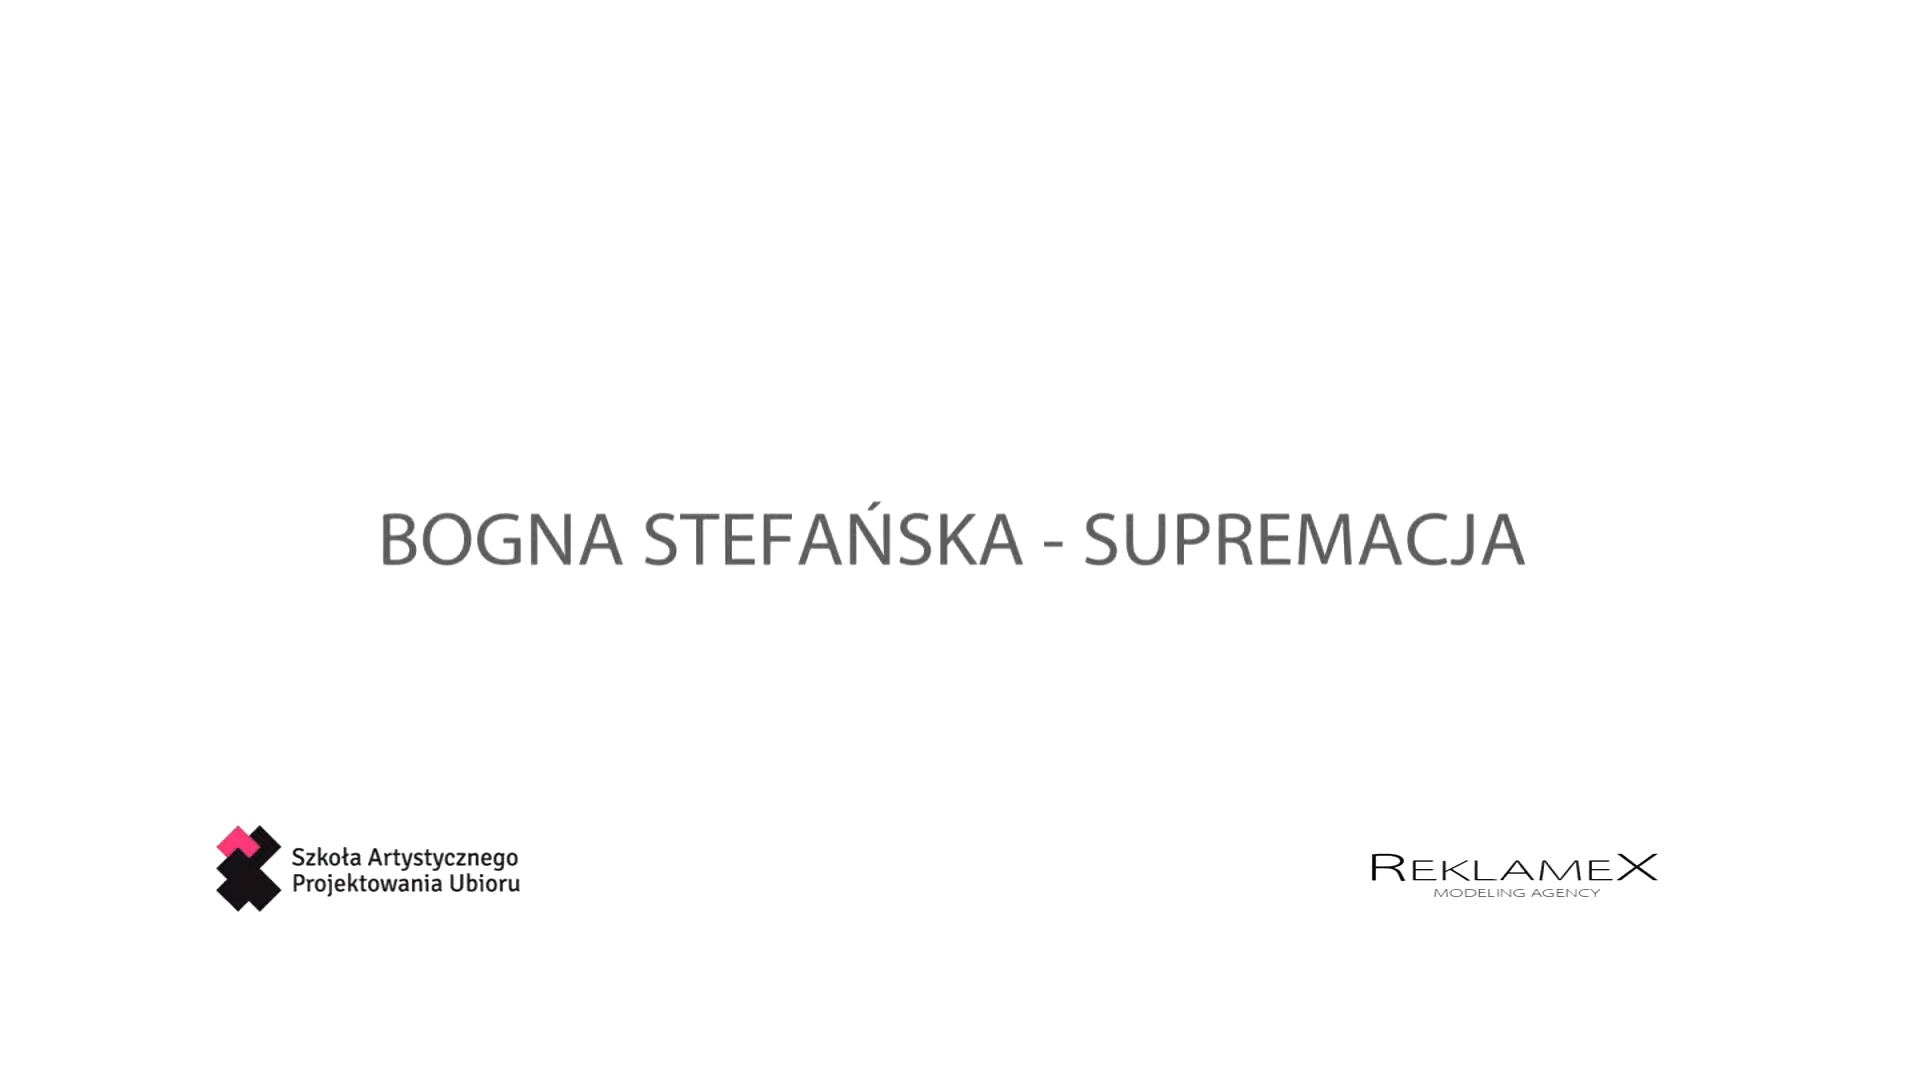 BOGNA STEFAŃSKA - SUPREMACJA
Szkoła Artystycznego
Projektowania Ubioru
REKLAMEX
MODELING AGENCY